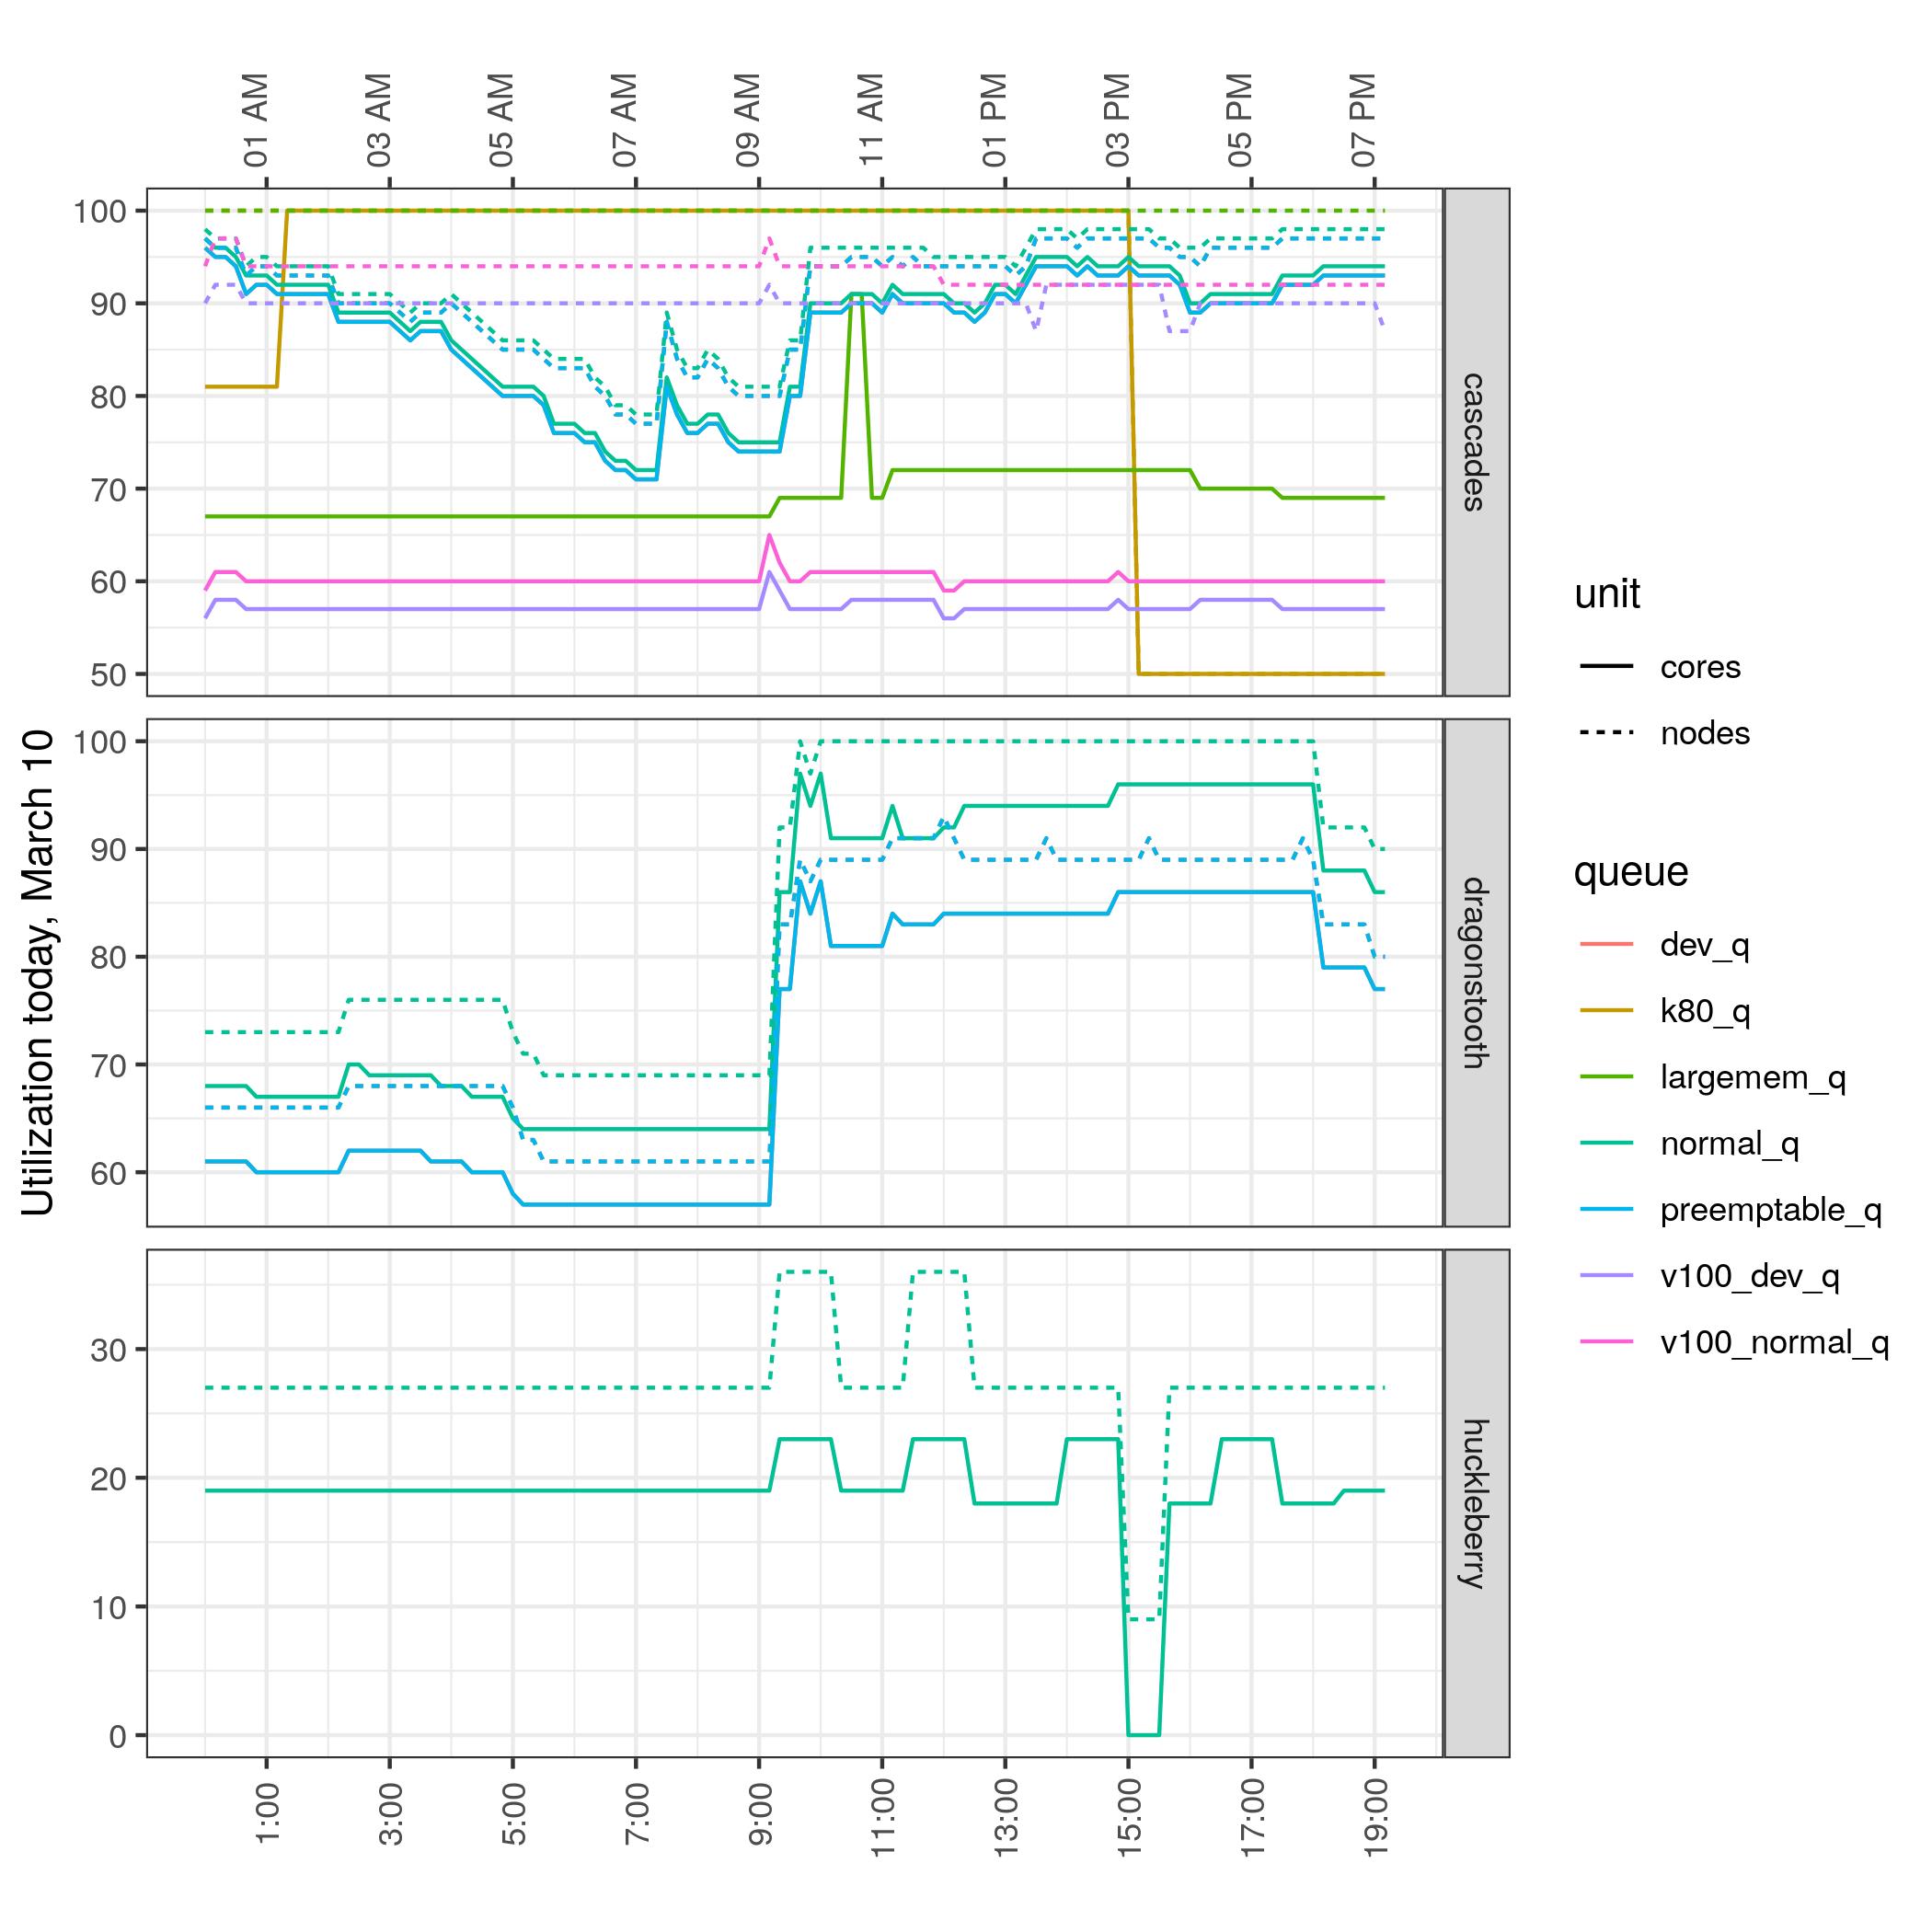 01 AM
03 AM
05 AM
07 AM
09 AM
11 AM
01 PM
03 PM
05 PM
07 PM
Utilization today, March 10
100
90
80
70
60
50
cascades
100
90
80
70
60
dragonstooth
30
20
10
0
huckleberry
1:00
3:00
5:00
7:00
9:00
11:00
13:00
15:00
17:00
19:00
unit
cores
nodes
queue
dev_q
k80_q
largemem_q
normal_q
preemptable_q
v100_dev_q
v100_normal_q